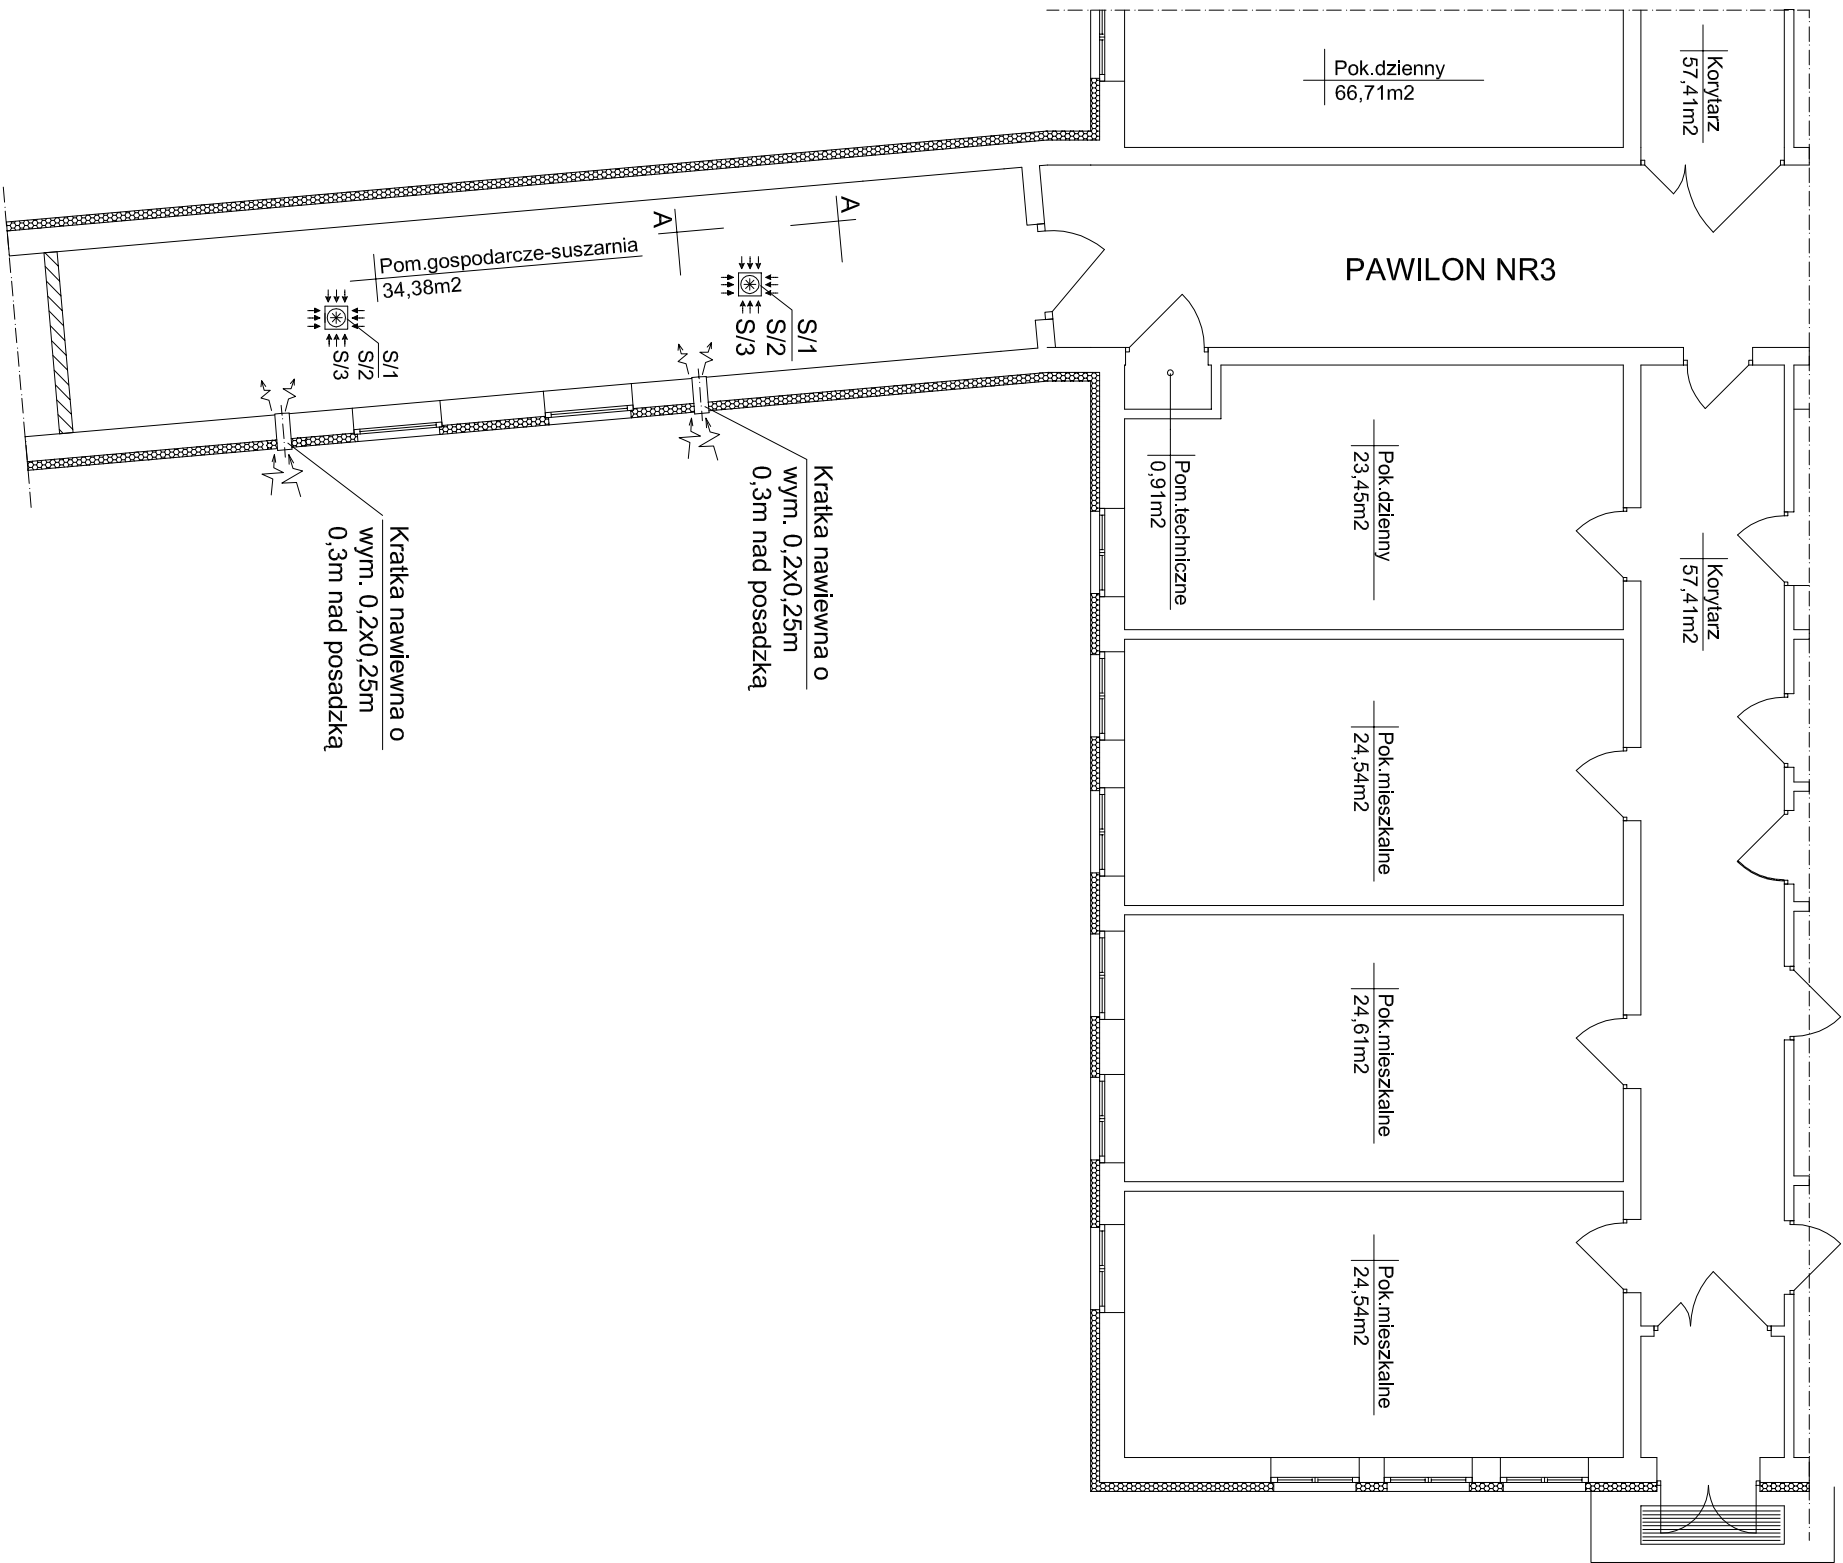 Pok.dzienny
66,71m2
Korytarz
57,41m2
A
A
Pom.gospodarcze-suszarnia
34,38m2
PAWILON NR3
S/1
S/2
S/3
S/1
S/2
S/3
Kratka nawiewna o
wym. 0,2x0,25m
0,3m nad posadzką
Kratka nawiewna o
wym. 0,2x0,25m
0,3m nad posadzką
Pom.techniczne
0,91m2
Pok.dzienny
23,45m2
Korytarz
57,41m2
Pok.mieszkalne
24,54m2
Pok.mieszkalne
24,61m2
Pok.mieszkalne
24,54m2